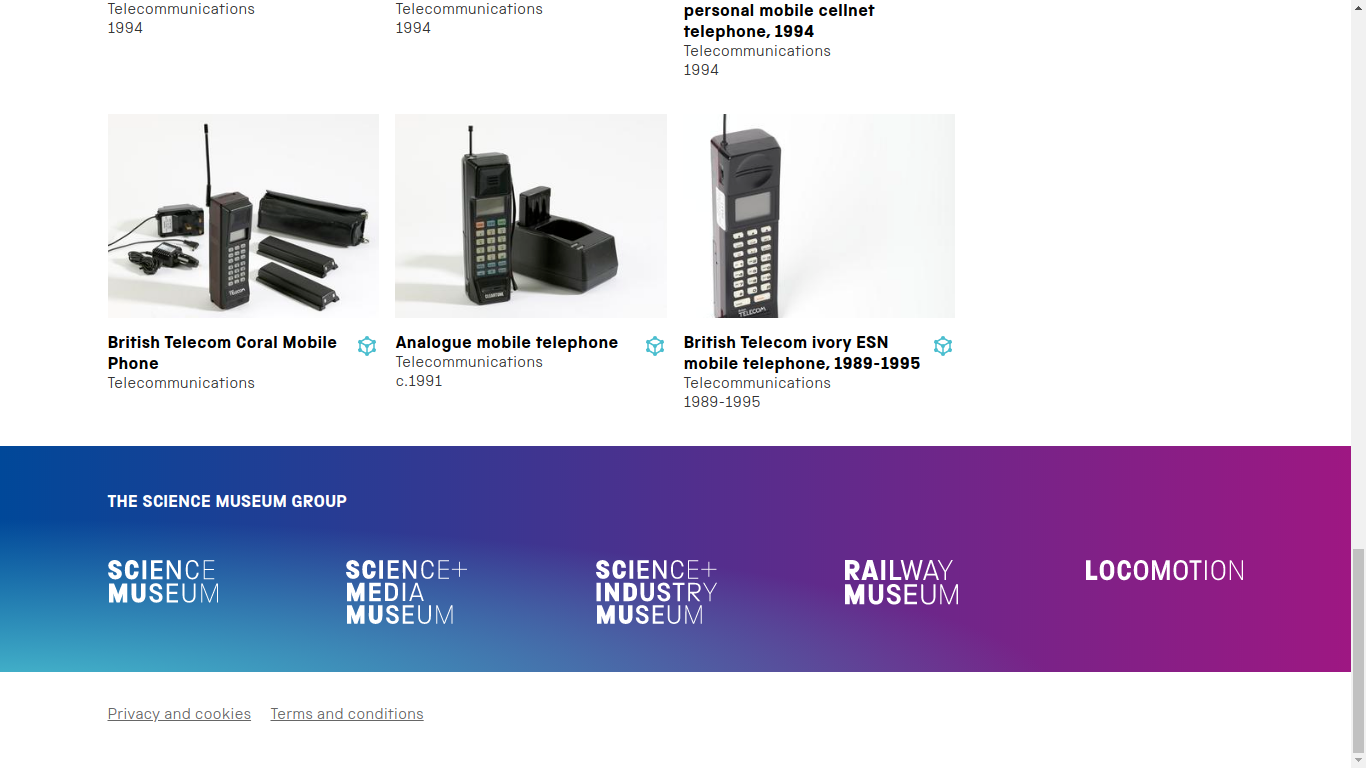 Telecommunications
1994
Telecommunications
1994
personal mobile cellnet
telephone, 1994
Telecommunications
1994
TELECOM
TELECOM
British Telecom Coral Mobile
Phone
Telecommunications
Analogue mobile telephone
Telecommunications
c.1991
British Telecom ivory ESN
mobile telephone, 1989-1995
Telecommunications
1989-1995
THE SCIENCE MUSEUM GROUP
SCIENCE
MUSEUM
SCIENCE+
MEDIA
MUSEUM
SCIENCE+
INDUSTRY
MUSEUM
RAILWAY
MUSEUM
LOCOMOTION
Privacy and cookies
Terms and conditions